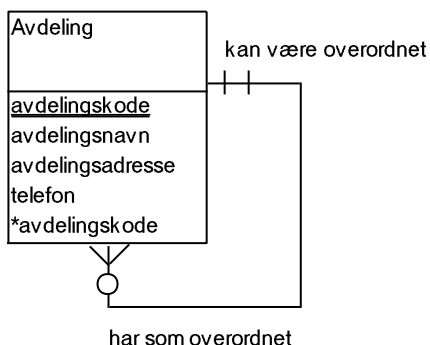 Avdeling
kan være overordnet
avdelingskode
avdelingsnavn
avdelingsadresse
telefon
*avdelingskode
har som overordnet